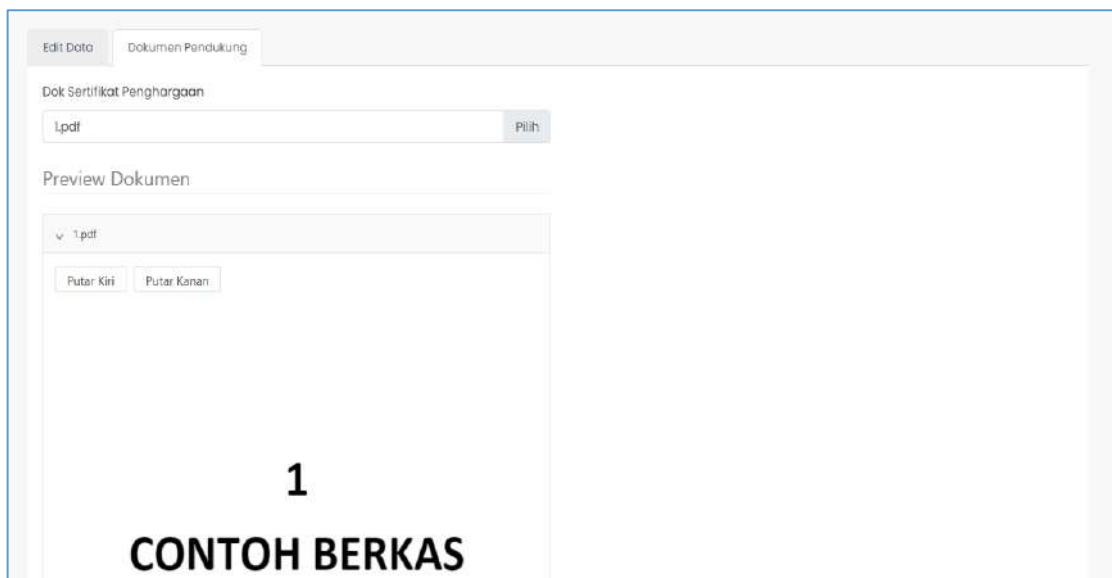 Edit Data Dokumen Pendukung
Dok Sertifikat Penghargaan
1.pdf Pilih
Preview Dokumen
1.pdf
Putar Kiri Putar Kanan
1
CONTOH BERKAS